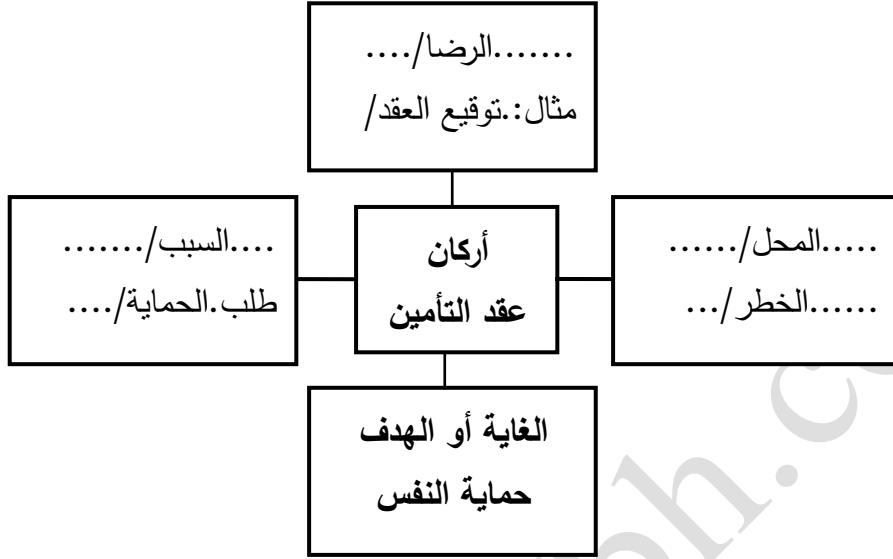 .......الرضا/....
مثال:.توقيع العقد/
.....المحل/......
......الخطر/...
أركان
عقد التأمين
....السبب/.......
طلب.الحماية/....
الغاية أو الهدف
حماية النفس